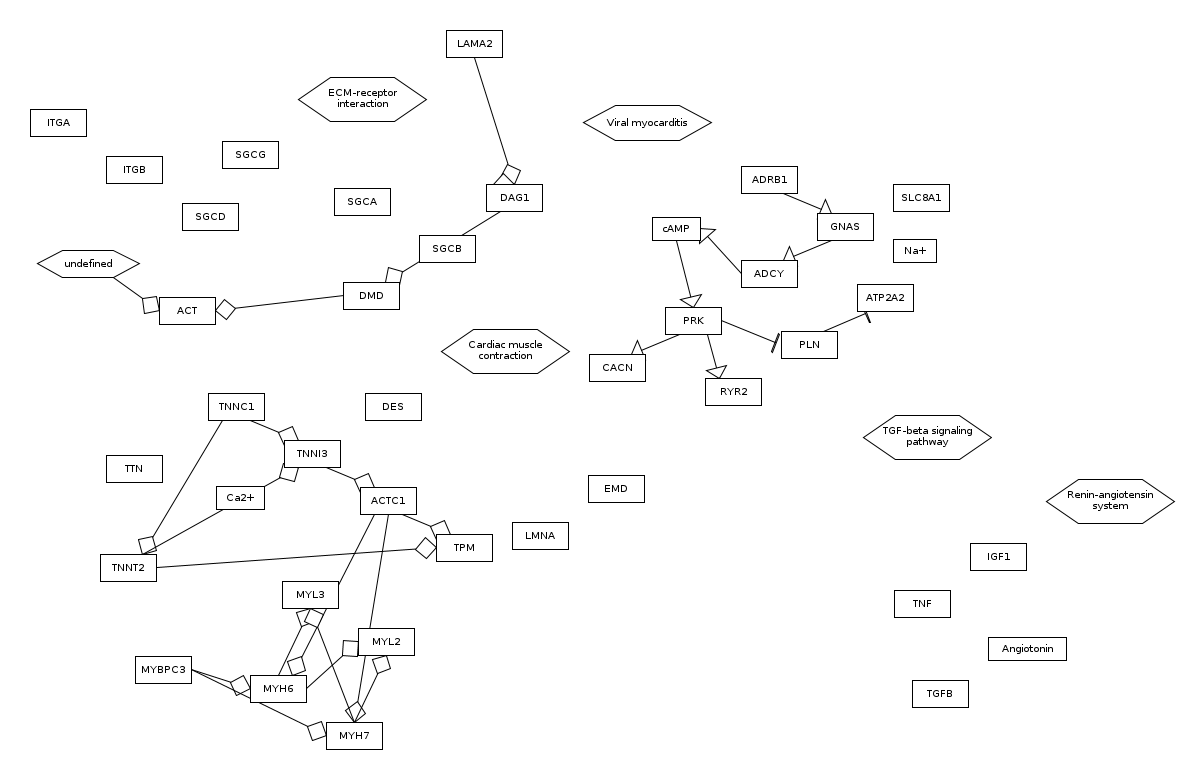 LAMA2
ECM-receptor
interaction
ITGA
Viral myocarditis
SGCG
ITGB
ADRB1
SGCA
DAG1
SLC8A1
SGCD
cAMP
GNAS
SGCB
Na+
undefined
ADCY
DMD
ATP2A2
ACT
PRK
PLN
Cardiac muscle
contraction
CACN
RYR2
TNNC1
DES
TGF-beta signaling
pathway
TNNI3
TTN
EMD
Ca2+
ACTC1
Renin-angiotensin
system
LMNA
TPM
IGF1
TNNT2
MYL3
TNF
MYL2
Angiotonin
MYBPC3
MYH6
TGFB
MYH7